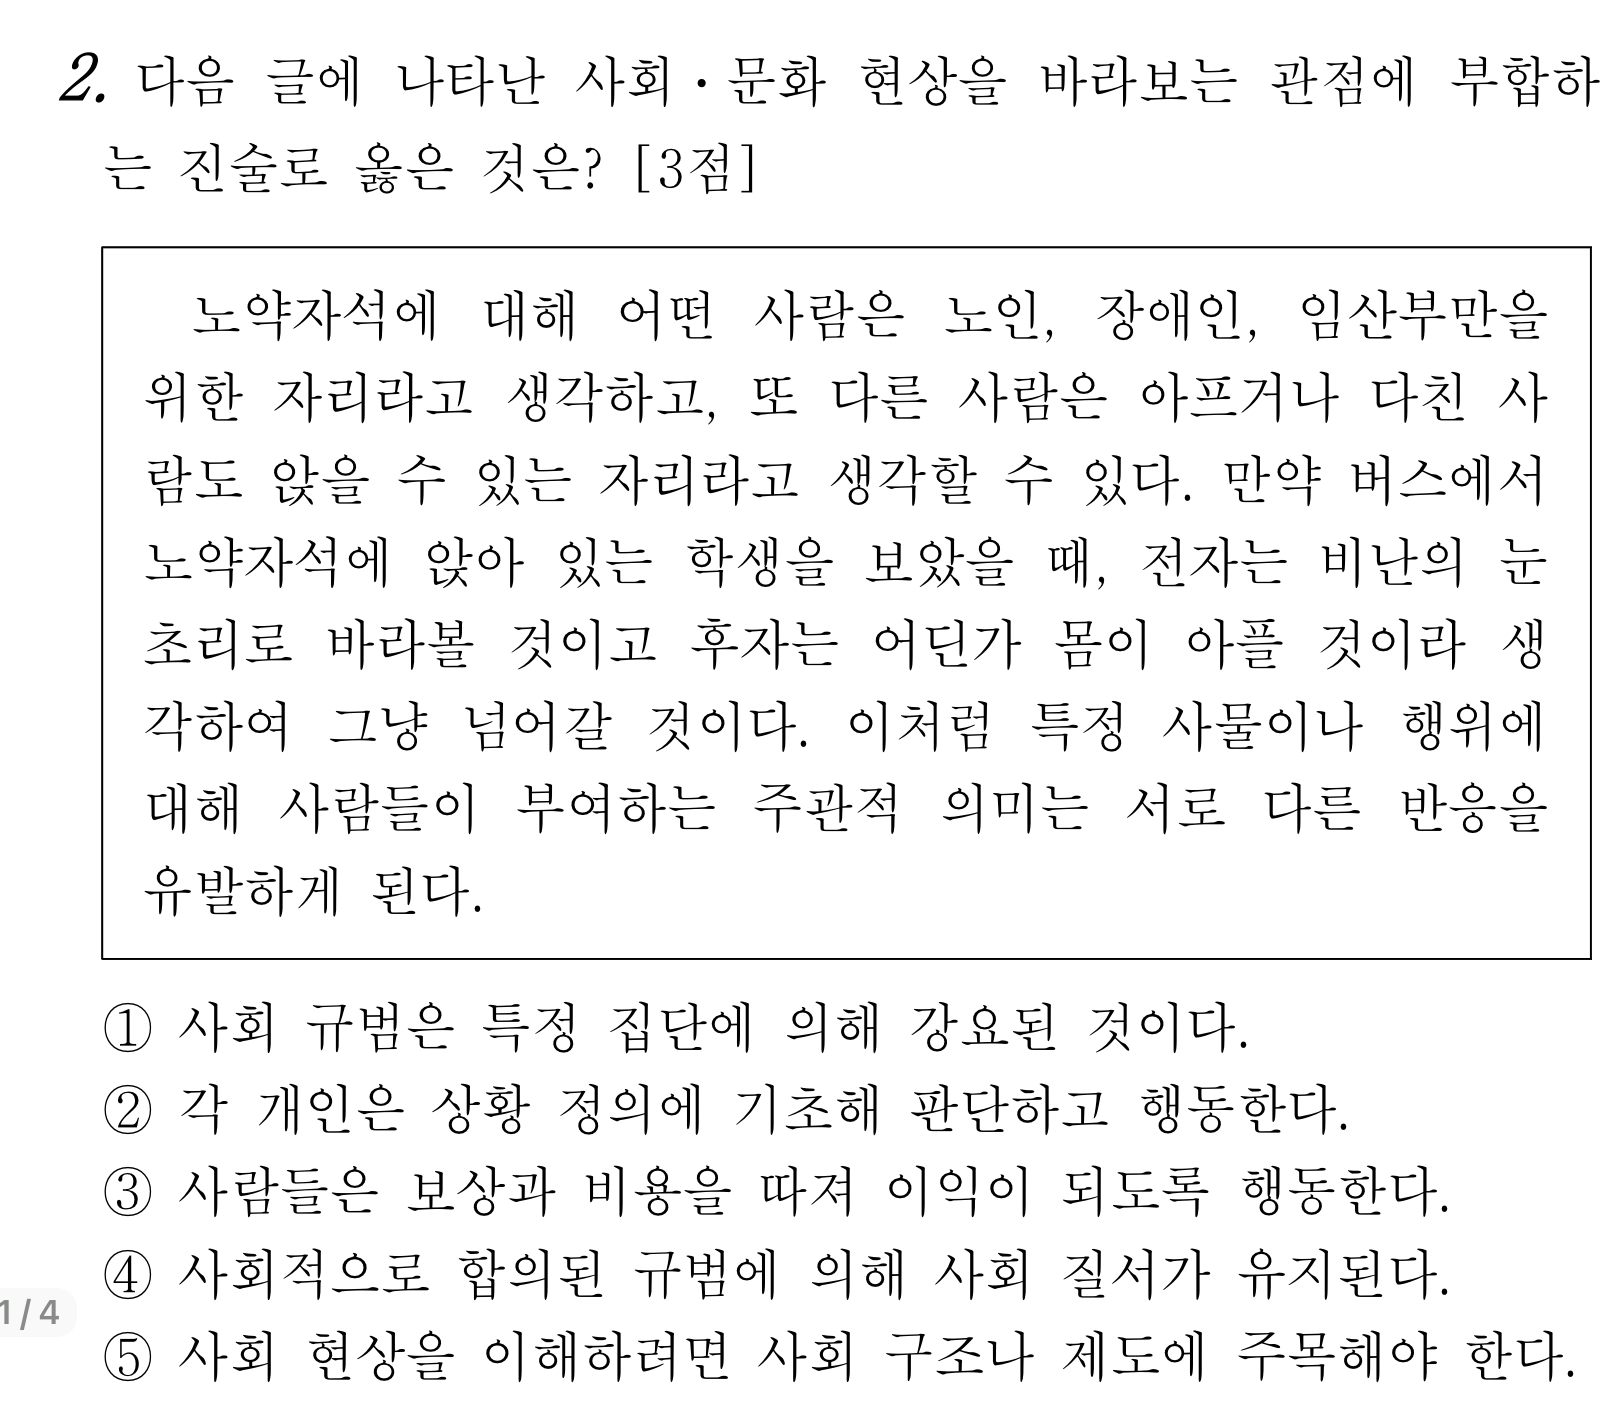 2. 다음 글에 나타난 사회·문화 현상을 바라보는 관점에 부합하
는 진술로 옳은 것은? [3점]
노약자석에 대해 어떤 사람은 노인, 장애인, 임산부만을
위한 자리라고 생각하고, 또 다른 사람은 아프거나 다친 사
람도 앉을 수 있는 자리라고 생각할 수 있다. 만약 버스에서
노약자석에 앉아 있는 학생을 보았을 때, 전자는 비난의 눈
초리로 바라볼 것이고 후자는 어딘가 몸이 아플 것이라 생
각하여 그냥 넘어갈 것이다. 이처럼 특정 사물이나 행위에
대해 사람들이 부여하는 주관적 의미는 서로 다른 반응을
유발하게 된다.
① 사회 규범은 특정 집단에 의해 강요된 것이다.
② 각 개인은 상황 정의에 기초해 판단하고 행동한다.
③ 사람들은 보상과 비용을 따져 이익이 되도록 행동한다.
④ 사회적으로 합의된 규범에 의해 사회 질서가 유지된다.
1/4
⑤ 사회 현상을 이해하려면 사회 구조나 제도에 주목해야 한다.